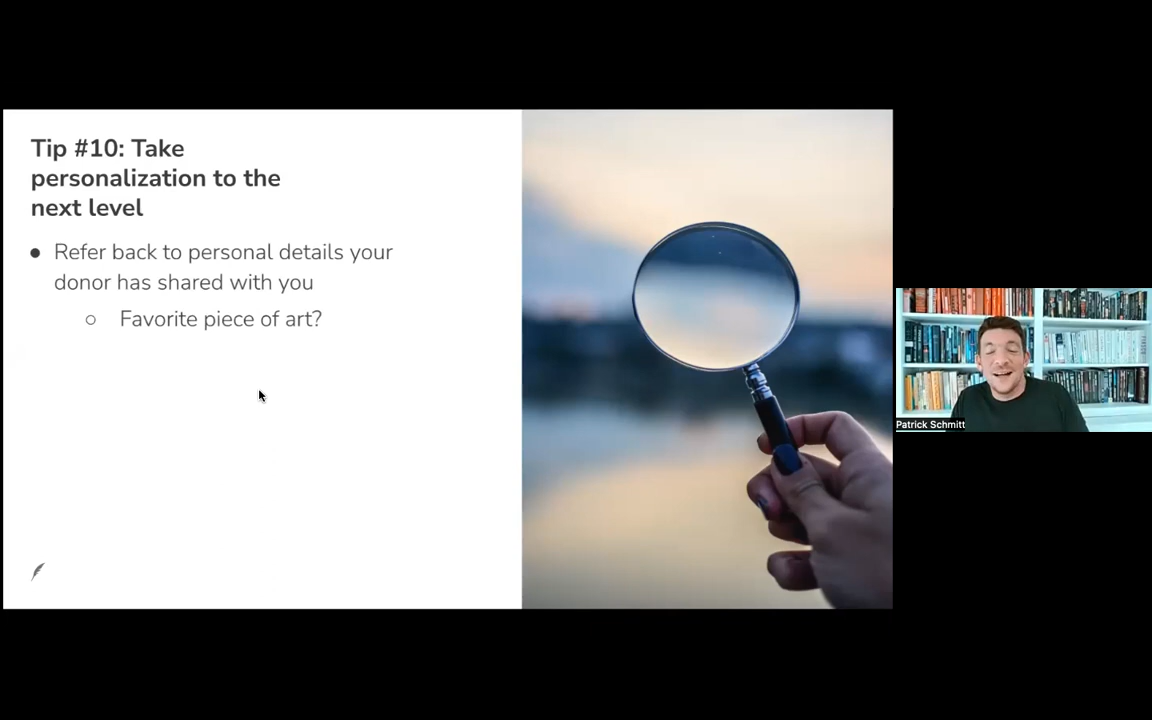 Tip #10: Take
personalization to the
next level
● Refer back to personal details your
donor has shared with you
○ Favorite piece of art?
Patrick Schmitt